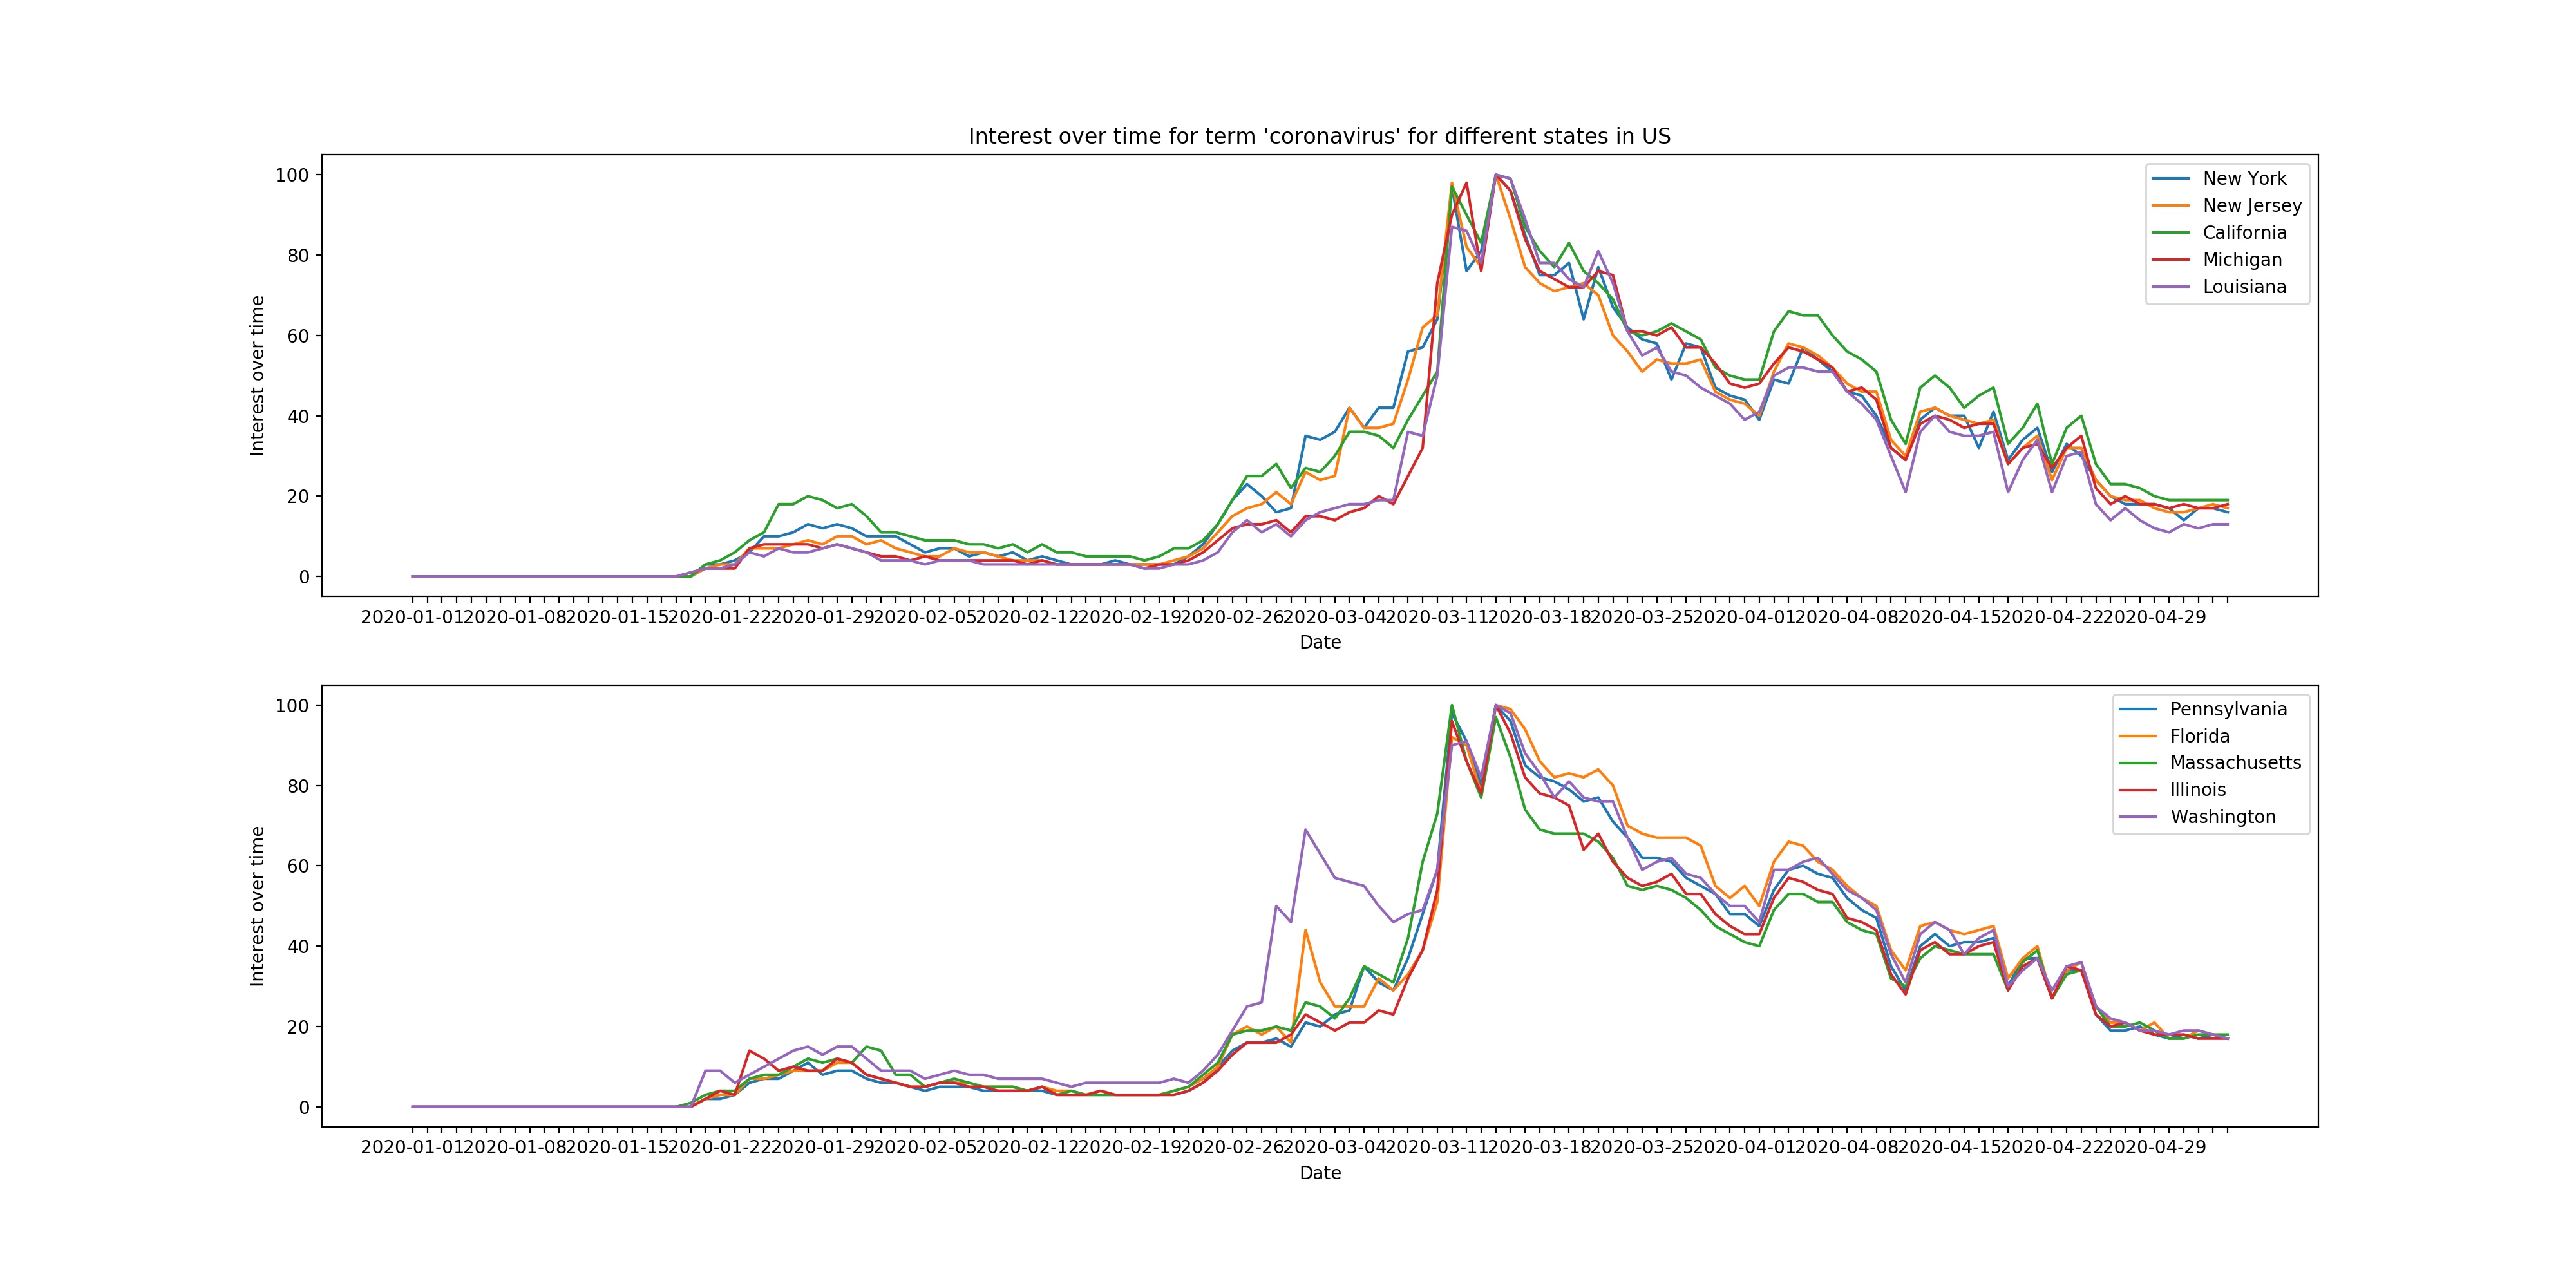 Interest over time for term 'coronavirus' for different states in US
100
80
60
40
20
0
Interest over time
New York
New Jersey
California
Michigan
Louisiana
2020-01-01 2020-01-08 2020-01-15 2020-01-22 2020-01-29 2020-02-05 2020-02-12 2020-02-19 2020-02-26 2020-03-04 2020-03-11 2020-03-18 2020-03-25 2020-04-01 2020-04-08 2020-04-15 2020-04-22 2020-04-29
Date
100
80
60
40
20
0
Interest over time
Pennsylvania
Florida
Massachusetts
Illinois
Washington
2020-01-01 2020-01-08 2020-01-15 2020-01-22 2020-01-29 2020-02-05 2020-02-12 2020-02-19 2020-02-26 2020-03-04 2020-03-11 2020-03-18 2020-03-25 2020-04-01 2020-04-08 2020-04-15 2020-04-22 2020-04-29
Date